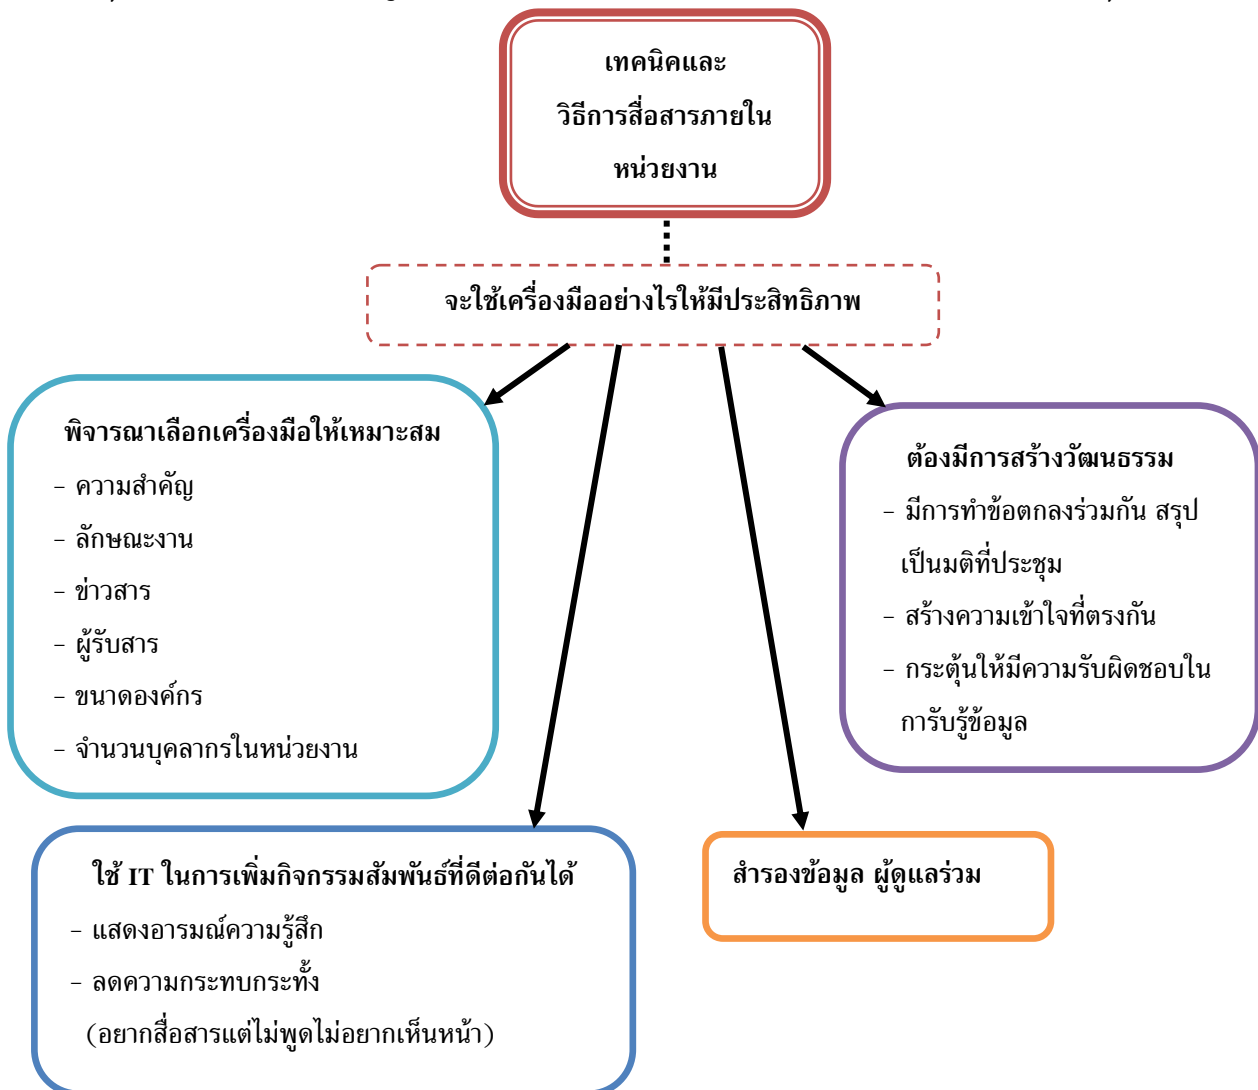 เทคนิคและ
วิธีการสื่อสารภายใน
หน่วยงาน
จะใช้เครื่องมืออย่างไรให้มีประสิทธิภาพ
พิจารณาเลือกเครื่องมือให้เหมาะสม
- ความสำคัญ
- ลักษณะงาน
- ข่าวสาร
- ผู้รับสาร
- ขนาดองค์กร
- จำนวนบุคลากรในหน่วยงาน
ต้องมีการสร้างวัฒนธรรม
- มีการทำข้อตกลงร่วมกัน สรุป
เป็นมติที่ประชุม
- สร้างความเข้าใจที่ตรงกัน
- กระตุ้นให้มีความรับผิดชอบใน
การับรู้ข้อมูล
ใช้ IT ในการเพิ่มกิจกรรมสัมพันธ์ที่ดีต่อกันได้
- แสดงอารมณ์ความรู้สึก
- ลดความกระทบกระทั้ง
(อยากสื่อสารแต่ไม่พูดไม่อยากเห็นหน้า)
สำรองข้อมูล ผู้ดูแลร่วม